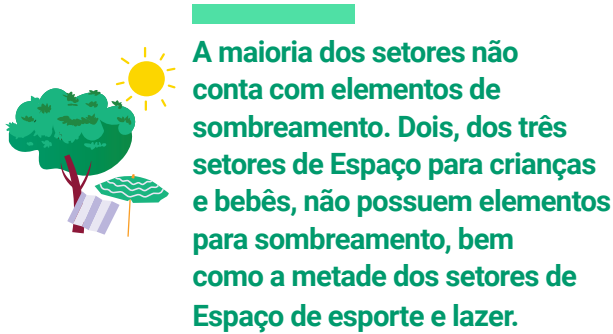 A maioria dos setores não
conta com elementos de
sombreamento. Dois, dos três
setores de Espaço para crianças
e bebês, não possuem elementos
para sombreamento, bem
como a metade dos setores de
Espaço de esporte e lazer.